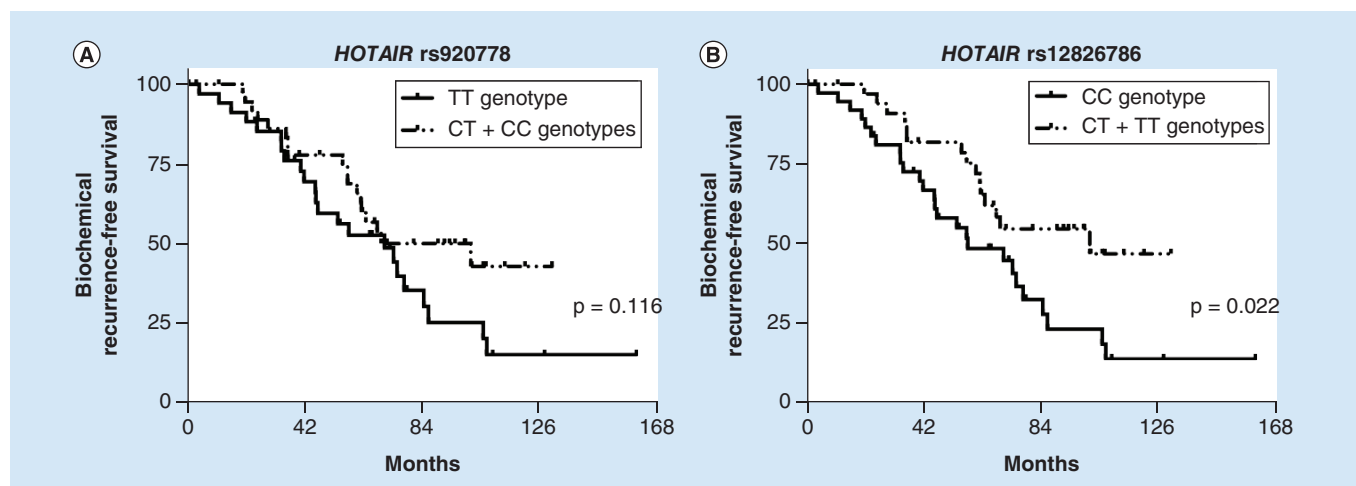 A
HOTAIR rs920778
TT genotype
CT + CC genotypes
Biochemical
recurrence-free survival
100
75
50
25
0
p = 0.116
0 42 84 126 168
Months
B
HOTAIR rs12826786
CC genotype
CT + TT genotypes
Biochemical
recurrence-free survival
100
75
50
25
0
p = 0.022
0 42 84 126 168
Months